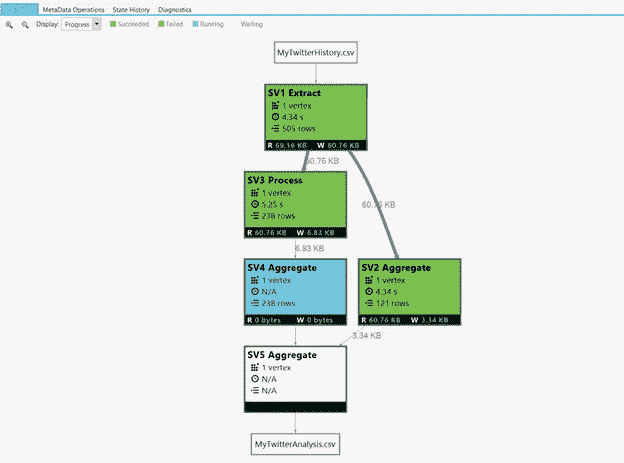 MetaData Operations State History Diagnostics
Display: Progress Succeeded Failed Running Waiting
MyTwitterHistory.csv
SV1 Extract
1 vertex
4.34 s
505 rows
R 69.16 KB W 60.76 KB
60.76 KB
SV3 Process
1 vertex
5.25 s
238 rows
R 60.76 KB W 6.83 KB
60.76 KB
6.83 KB
SV4 Aggregate
1 vertex
N/A
238 rows
R 0 bytes W 0 bytes
SV2 Aggregate
1 vertex
4.34 s
121 rows
R 60.76 KB W 3.34 KB
3.34 KB
SV5 Aggregate
1 vertex
N/A
N/A
MyTwitterAnalysis.csv